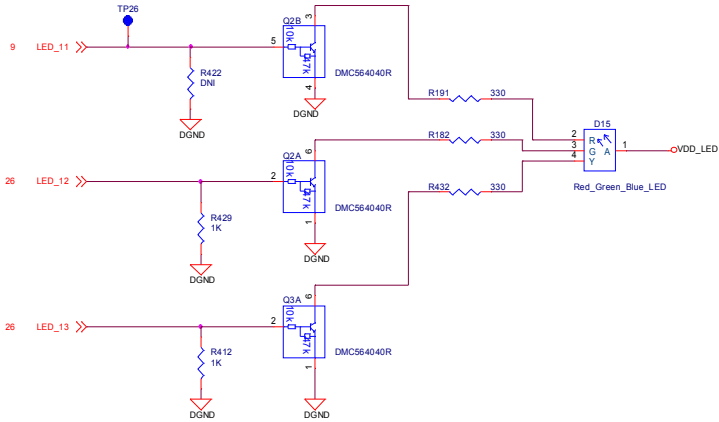 TP26
9 LED_11
R422
DNI
DGND
Q2B
3
5
10k
47k
4
DMC564040R
DGND
R191 330
R182 330
R432 330
D15
2 R
3 G A 1
4 Y
VDD_LED
Red_Green_Blue_LED
26 LED_12
R429
1K
DGND
Q2A
6
2
10k
47k
1
DMC564040R
DGND
26 LED_13
R412
1K
DGND
Q3A
6
2
10k
47k
1
DMC564040R
DGND